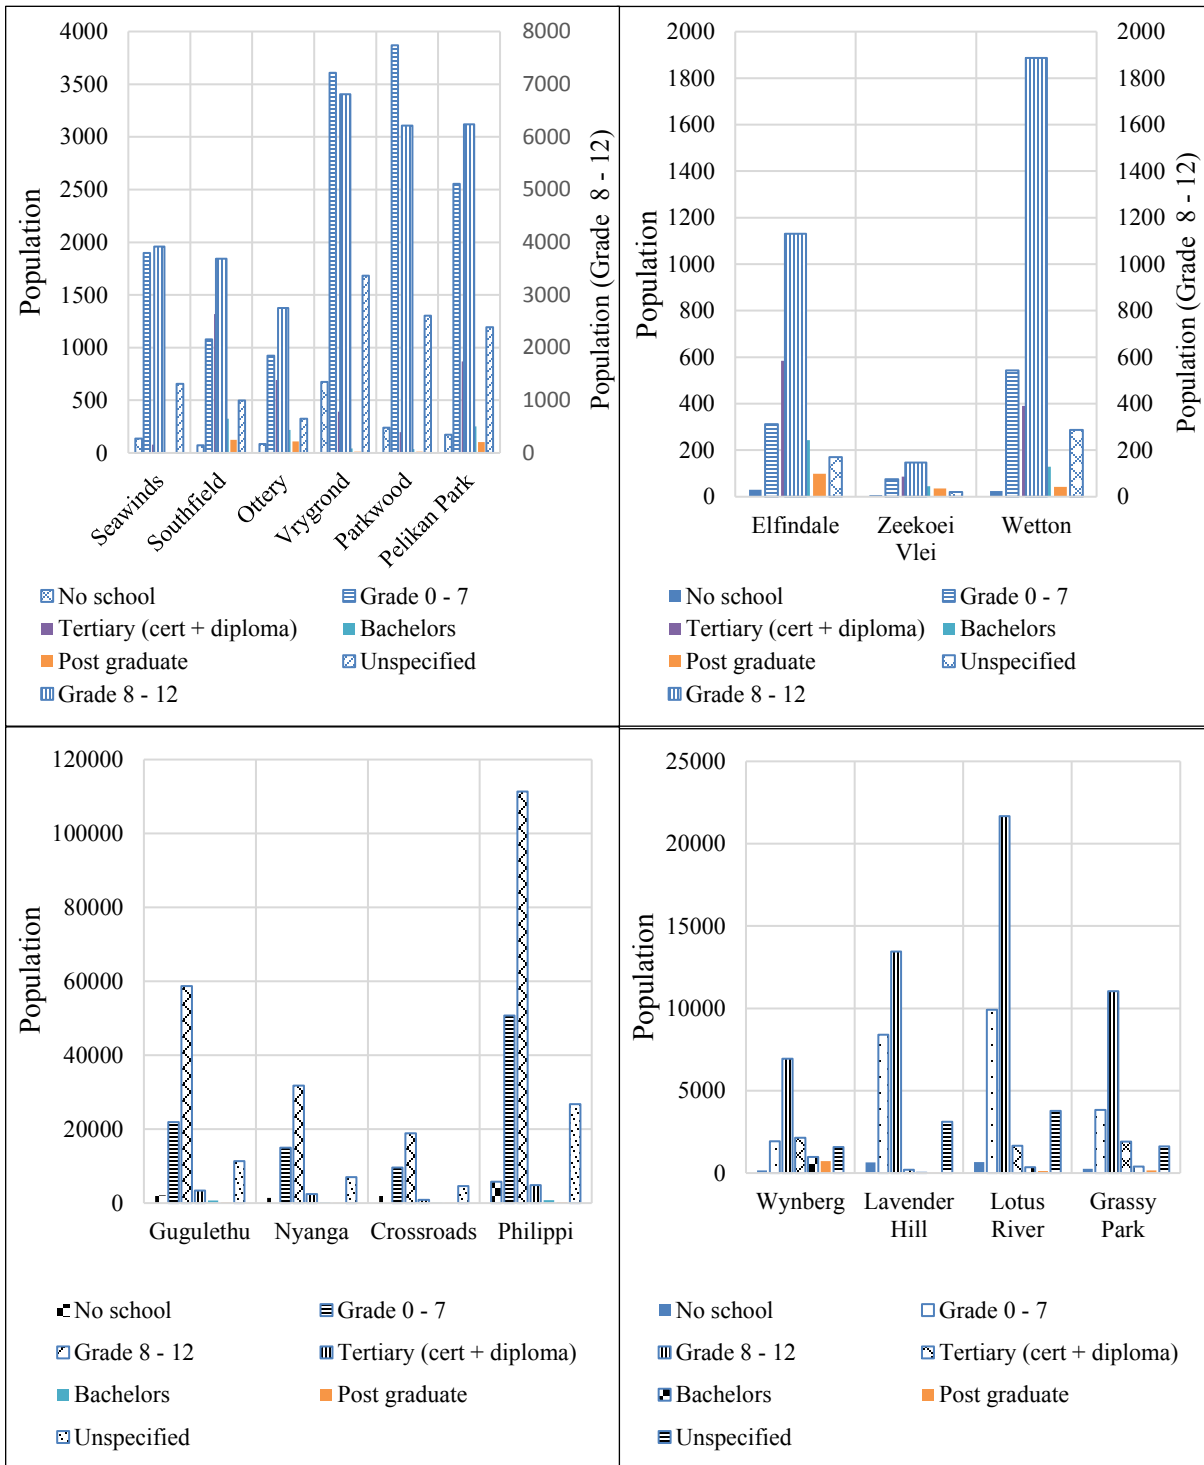 4000
3500
3000
2500
2000
1500
1000
500
0
Population
8000
7000
6000
5000
4000
3000
2000
1000
0
Population (Grade 8 - 12)
Seawinds
Southfield
Ottery
Vrygrond
Parkwood
Pelikan Park
No school
Grade 0 - 7
Tertiary (cert + diploma)
Bachelors
Post graduate
Unspecified
Grade 8 - 12
2000
1800
1600
1400
1200
1000
800
600
400
200
0
Population
2000
1800
1600
1400
1200
1000
800
600
400
200
0
Population (Grade 8 - 12)
Elfindale
Zeekoei
Vlei
Wetton
No school
Grade 0 - 7
Tertiary (cert + diploma)
Bachelors
Post graduate
Unspecified
Grade 8 - 12
120000
100000
80000
60000
40000
20000
0
Population
Gugulethu
Nyanga
Crossroads
Philippi
No school
Grade 0 - 7
Grade 8 - 12
Tertiary (cert + diploma)
Bachelors
Post graduate
Unspecified
25000
20000
15000
10000
5000
0
Population
Wynberg
Lavender
Hill
Lotus
River
Grassy
Park
No school
Grade 0 - 7
Grade 8 - 12
Tertiary (cert + diploma)
Bachelors
Post graduate
Unspecified